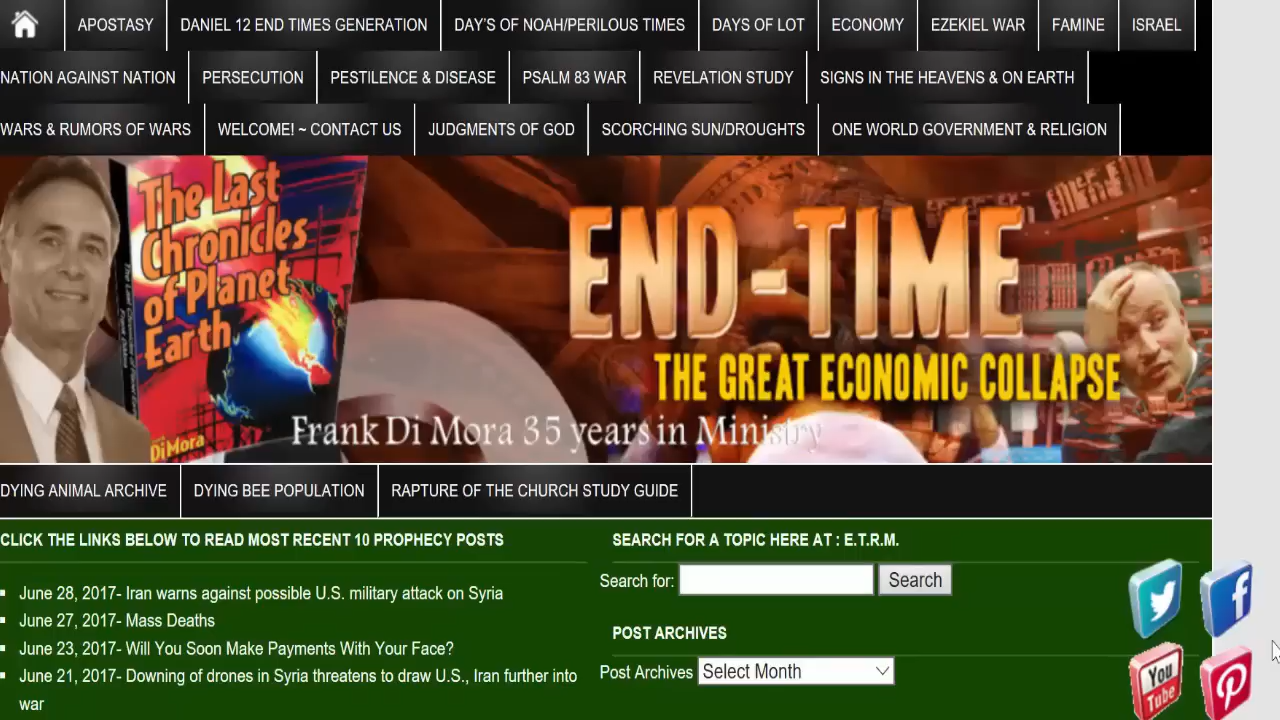 APOSTASY DANIEL 12 END TIMES GENERATION DAY'S OF NOAH/PERILOUS TIMES DAYS OF LOT ECONOMY EZEKIEL WAR FAMINE ISRAEL
NATION AGAINST NATION PERSECUTION PESTILENCE & DISEASE PSALM 83 WAR REVELATION STUDY SIGNS IN THE HEAVENS & ON EARTH
WARS & RUMORS OF WARS WELCOME! ~ CONTACT US JUDGMENTS OF GOD SCORCHING SUN/DROUGHTS ONE WORLD GOVERNMENT & RELIGION
The Last
Chronicles
of Planet
Earth
DiMora
END-TIME
THE GREAT ECONOMIC COLLAPSE
Frank Di Mora 35 years in Ministry
DYING ANIMAL ARCHIVE DYING BEE POPULATION RAPTURE OF THE CHURCH STUDY GUIDE
CLICK THE LINKS BELOW TO READ MOST RECENT 10 PROPHECY POSTS
June 28, 2017- Iran warns against possible U.S. military attack on Syria
June 27, 2017- Mass Deaths
June 23, 2017- Will You Soon Make Payments With Your Face?
June 21, 2017- Downing of drones in Syria threatens to draw U.S., Iran further into
war
SEARCH FOR A TOPIC HERE AT : E.T.R.M.
Search for: Search
POST ARCHIVES
Post Archives Select Month
You
Tube